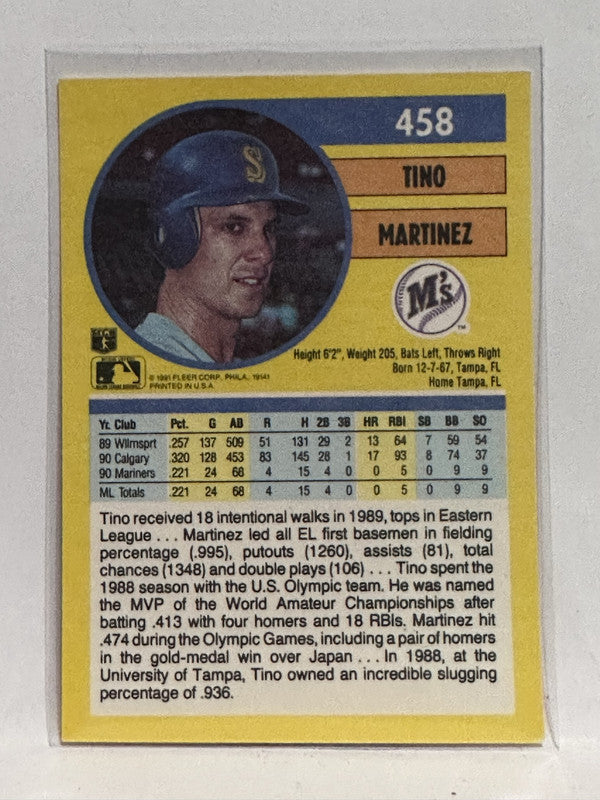 458
TINO
MARTINEZ
S
M's
TM
Height 6'2", Weight 205, Bats Left, Throws Right
Born 12-7-67, Tampa, FL
Home Tampa, FL
© 1991 FLEER CORP., PHILA., 19141
PRINTED IN U.S.A.
Yr. Club Pct. G AB R H 2B 3B HR RBI SB BB SO
89 Wllmsprt .257 137 509 51 131 29 2 13 64 7 59 54
90 Calgary .320 128 453 83 145 28 1 17 93 8 74 37
90 Mariners .221 24 68 4 15 4 0 0 5 0 9 9
ML Totals .221 24 68 4 15 4 0 0 5 0 9 9
Tino received 18 intentional walks in 1989, tops in Eastern
League . . . Martinez led all EL first basemen in fielding
percentage (.995), putouts (1260), assists (81), total
chances (1348) and double plays (106) . . . Tino spent the
1988 season with the U.S. Olympic team. He was named
the MVP of the World Amateur Championships after
batting .413 with four homers and 18 RBIs. Martinez hit
.474 during the Olympic Games, including a pair of homers
in the gold-medal win over Japan . . . In 1988, at the
University of Tampa, Tino owned an incredible slugging
percentage of .936.